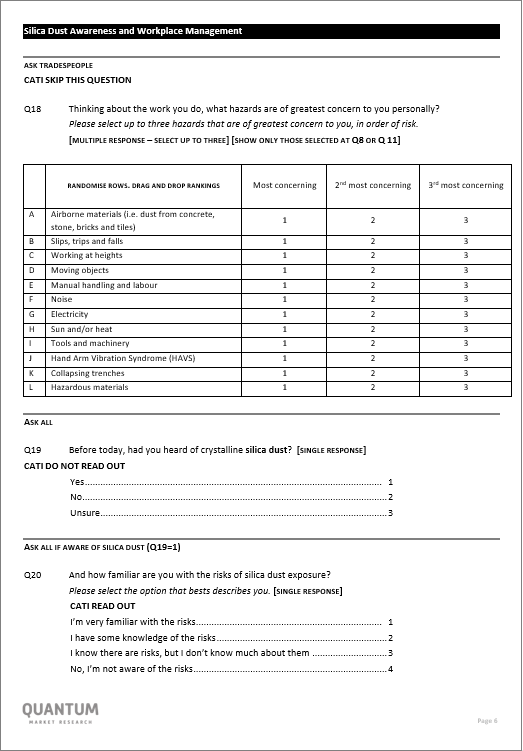 Silica Dust Awareness and Workplace Management
ASK TRADESPEOPLE
CATI SKIP THIS QUESTION
Q18 Thinking about the work you do, what hazards are of greatest concern to you personally?
Please select up to three hazards that are of greatest concern to you, in order of risk.
[MULTIPLE RESPONSE – SELECT UP TO THREE] [SHOW ONLY THOSE SELECTED AT Q8 OR Q 11]
RANDOMISE ROWS. DRAG AND DROP RANKINGS Most concerning 2nd most concerning 3rd most concerning
A Airborne materials (i.e. dust from concrete, stone, bricks and tiles) 1 2 3
B Slips, trips and falls 1 2 3
C Working at heights 1 2 3
D Moving objects 1 2 3
E Manual handling and labour 1 2 3
F Noise 1 2 3
G Electricity 1 2 3
H Sun and/or heat 1 2 3
I Tools and machinery 1 2 3
J Hand Arm Vibration Syndrome (HAVS) 1 2 3
K Collapsing trenches 1 2 3
L Hazardous materials 1 2 3
ASK ALL
Q19 Before today, had you heard of crystalline silica dust? [SINGLE RESPONSE]
CATI DO NOT READ OUT
Yes 1
No 2
Unsure 3
ASK ALL IF AWARE OF SILICA DUST (Q19=1)
Q20 And how familiar are you with the risks of silica dust exposure?
Please select the option that bests describes you. [SINGLE RESPONSE]
CATI READ OUT
I'm very familiar with the risks 1
I have some knowledge of the risks 2
I know there are risks, but I don't know much about them 3
No, I'm not aware of the risks 4
QUANTUM
MARKET RESEARCH
Page 6